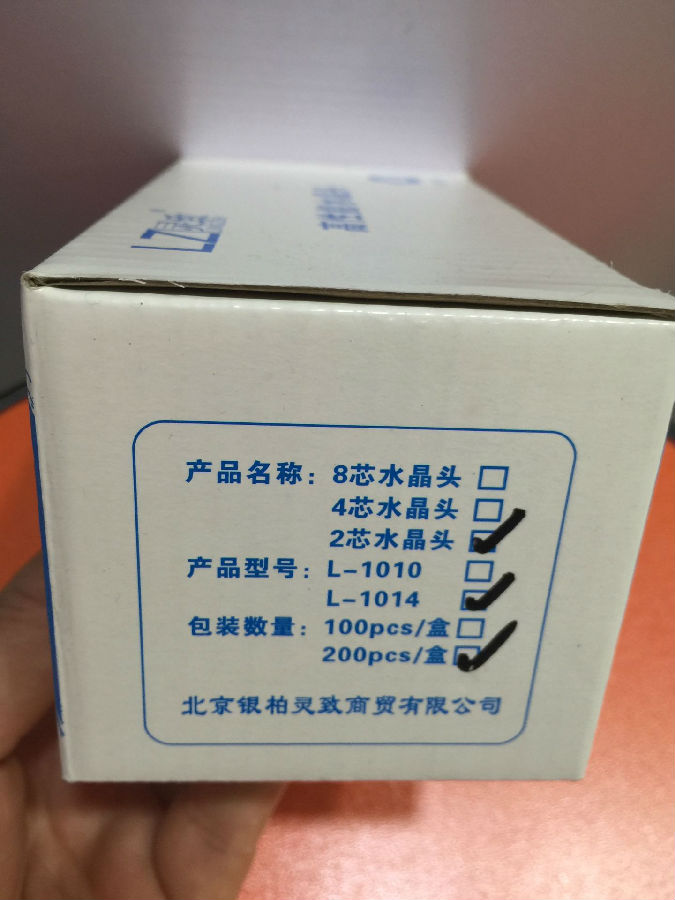 产品名称：8芯水晶头
4芯水晶头
2芯水晶头
产品型号：L-1010
L-1014
包装数量：100pcs/盒
200pcs/盒
北京银柏灵致商贸有限公司